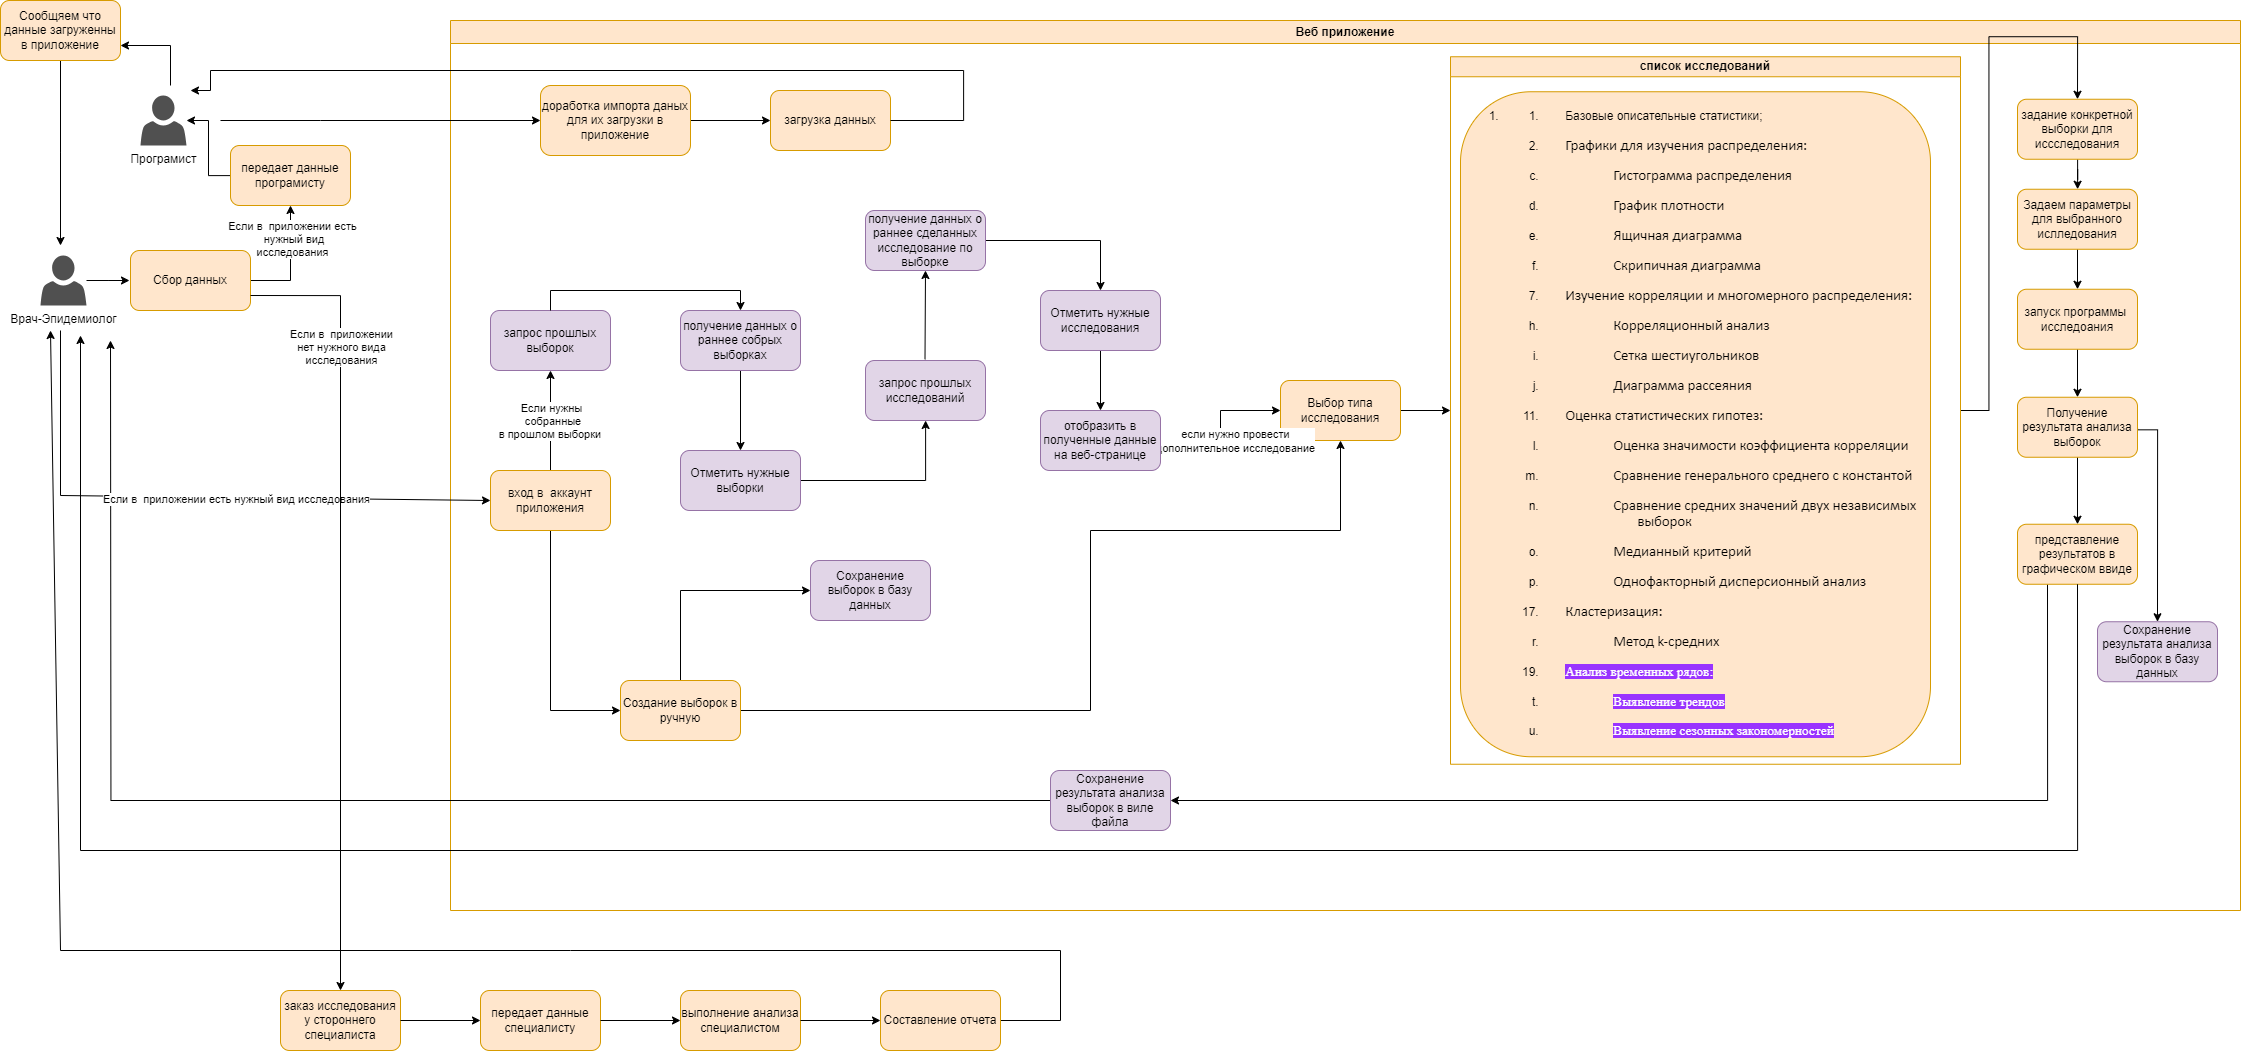 Сообщяем что
данные загруженны
в приложение
Веб приложение
Програмист
передает данные
програмисту
Если в  приложении есть
нужный вид
исследования
Сбор данных
Врач-Эпидемиолог
Если в  приложении
нет нужного вида
исследования
Если в  приложении есть нужный вид исследования
доработка импорта даных
для их загрузки в
приложение
загрузка данных
запрос прошлых
выборок
получение данных о
раннее собрых
выборках
Если нужны
собранные
в прошлом выборки
вход в  аккаунт
приложения
Отметить нужные
выборки
получение данных о
раннее сделанных
исследование по
выборке
запрос прошлых
исследований
Отметить нужные
исследования
отобразить в
полученные данные
на веб-странице
если нужно провести
ополнительное исследование
Выбор типа
исследования
Сохранение
выборок в базу
данных
Создание выборок в
ручную
список исследований
1. 1. Базовые описательные статистики;
2. Графики для изучения распределения:
c. Гистограмма распределения
d. График плотности
e. Ящичная диаграмма
f. Скрипичная диаграмма
7. Изучение корреляции и многомерного распределения:
h. Корреляционный анализ
i. Сетка шестиугольников
j. Диаграмма рассеяния
11. Оценка статистических гипотез:
l. Оценка значимости коэффициента корреляции
m. Сравнение генерального среднего с константой
n. Сравнение средних значений двух независимых
выборок
o. Медианный критерий
p. Однофакторный дисперсионный анализ
17. Кластеризация:
r. Метод k-средних
19. Анализ временных рядов:
t. Выявление трендов
u. Выявление сезонных закономерностей
задание конкретной
выборки для
иссследования
Задаем параметры
для выбранного
ислледования
запуск программы
исследоания
Получение
результата анализа
выборок
представление
результатов в
графическом ввиде
Сохранение
результата анализа
выборок в базу
данных
Сохранение
результата анализа
выборок в виле
файла
заказ исследования
у стороннего
специалиста
передает данные
специалисту
выполнение анализа
специалистом
Составление отчета